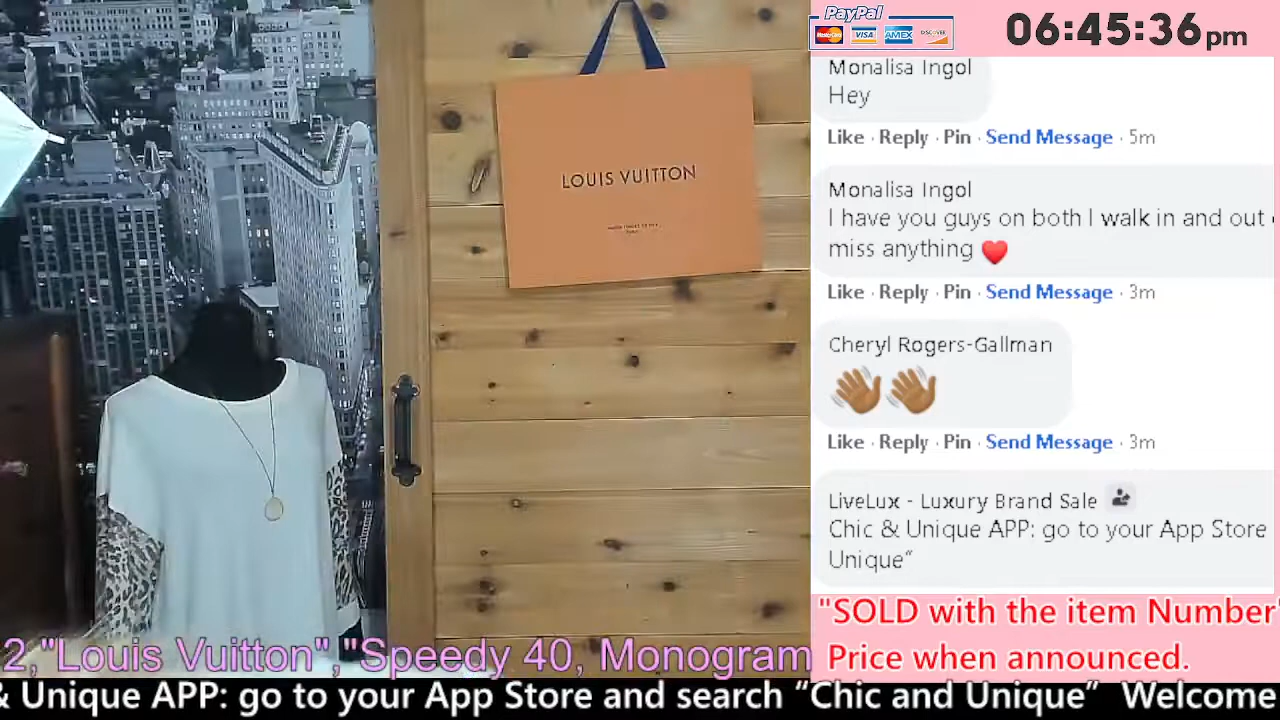 PayPal
MasterCard VISA AMEX DISCOVER
06:45:36pm
LOUIS VUITTON
Monalisa Ingol
Hey
Like · Reply · Pin · Send Message · 5m
Monalisa Ingol
I have you guys on both I walk in and out
miss anything ❤️
Like · Reply · Pin · Send Message · 3m
Cheryl Rogers-Gallman
👋🏾👋🏾
Like · Reply · Pin · Send Message · 3m
LiveLux - Luxury Brand Sale
Chic & Unique APP: go to your App Store
Unique“
"SOLD with the item Number"
Price when announced.
2,"Louis Vuitton","Speedy 40, Monogram
& Unique APP: go to your App Store and search “Chic and Unique” Welcome